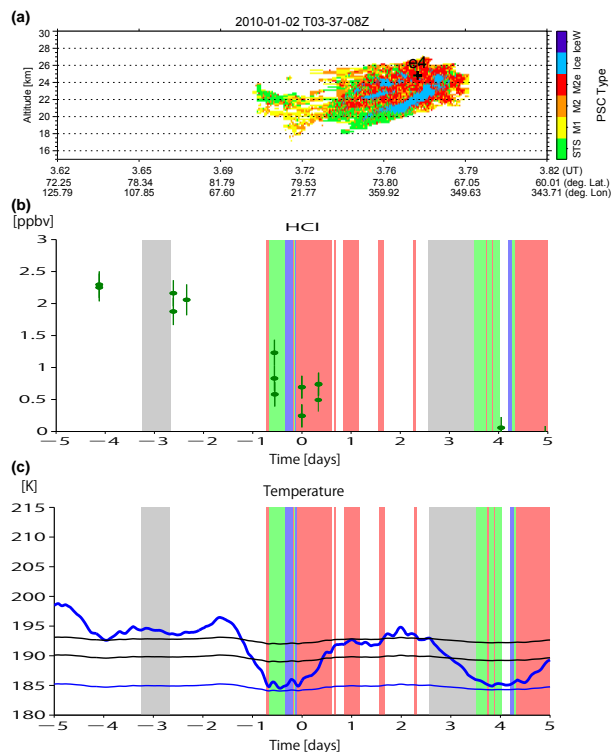 (a)
2010-01-02 T03-37-08Z
Altitude [km]
30
28
26
24
22
20
18
16
e4
STS M1 M2 M2e Ice IceW
PSC Type
3.62 3.66 3.69 3.72 3.76 3.79 3.82 (UT)
72.25 78.34 81.79 79.53 73.80 67.05 60.01 (deg. Lat.)
125.79 107.85 67.60 21.77 359.92 349.63 343.71 (deg. Lon)
(b)
[ppbv]
HCl
3
2.5
2
1.5
1
0.5
0
−5 −4 −3 −2 −1 0 1 2 3 4 5
Time [days]
(c)
[K]
Temperature
215
210
205
200
195
190
185
180
−5 −4 −3 −2 −1 0 1 2 3 4 5
Time [days]